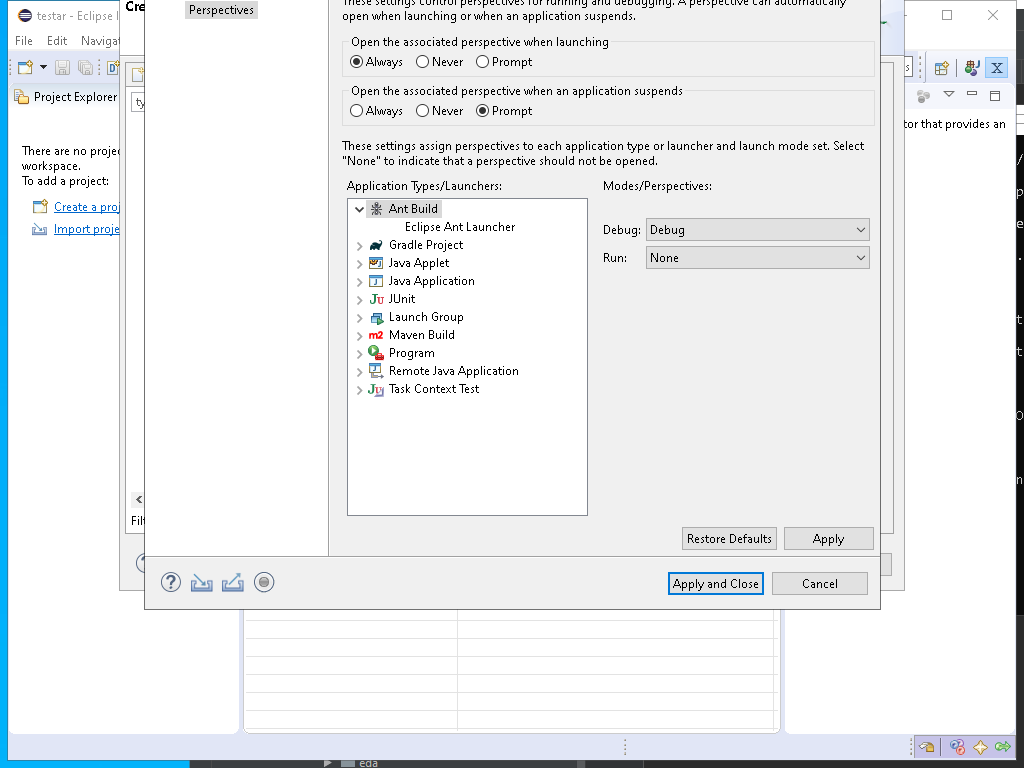 testar - Eclipse I
Cre
Perspectives
These settings control perspectives for running and debugging. A perspective can automatically
open when launching or when an application suspends.
File Edit Navigat
Open the associated perspective when launching
Always Never Prompt
Project Explorer
Open the associated perspective when an application suspends
Always Never Prompt
ty
tor that provides an
There are no proje
workspace.
To add a project:
Create a proj
Import proje
These settings assign perspectives to each application type or launcher and launch mode set. Select
"None" to indicate that a perspective should not be opened.
Application Types/Launchers:
Modes/Perspectives:
Ant Build
Eclipse Ant Launcher
Gradle Project
Java Applet
Java Application
JUnit
Launch Group
Maven Build
Program
Remote Java Application
Task Context Test
Debug: Debug
Run: None
Filt
Restore Defaults Apply
Apply and Close Cancel
eda